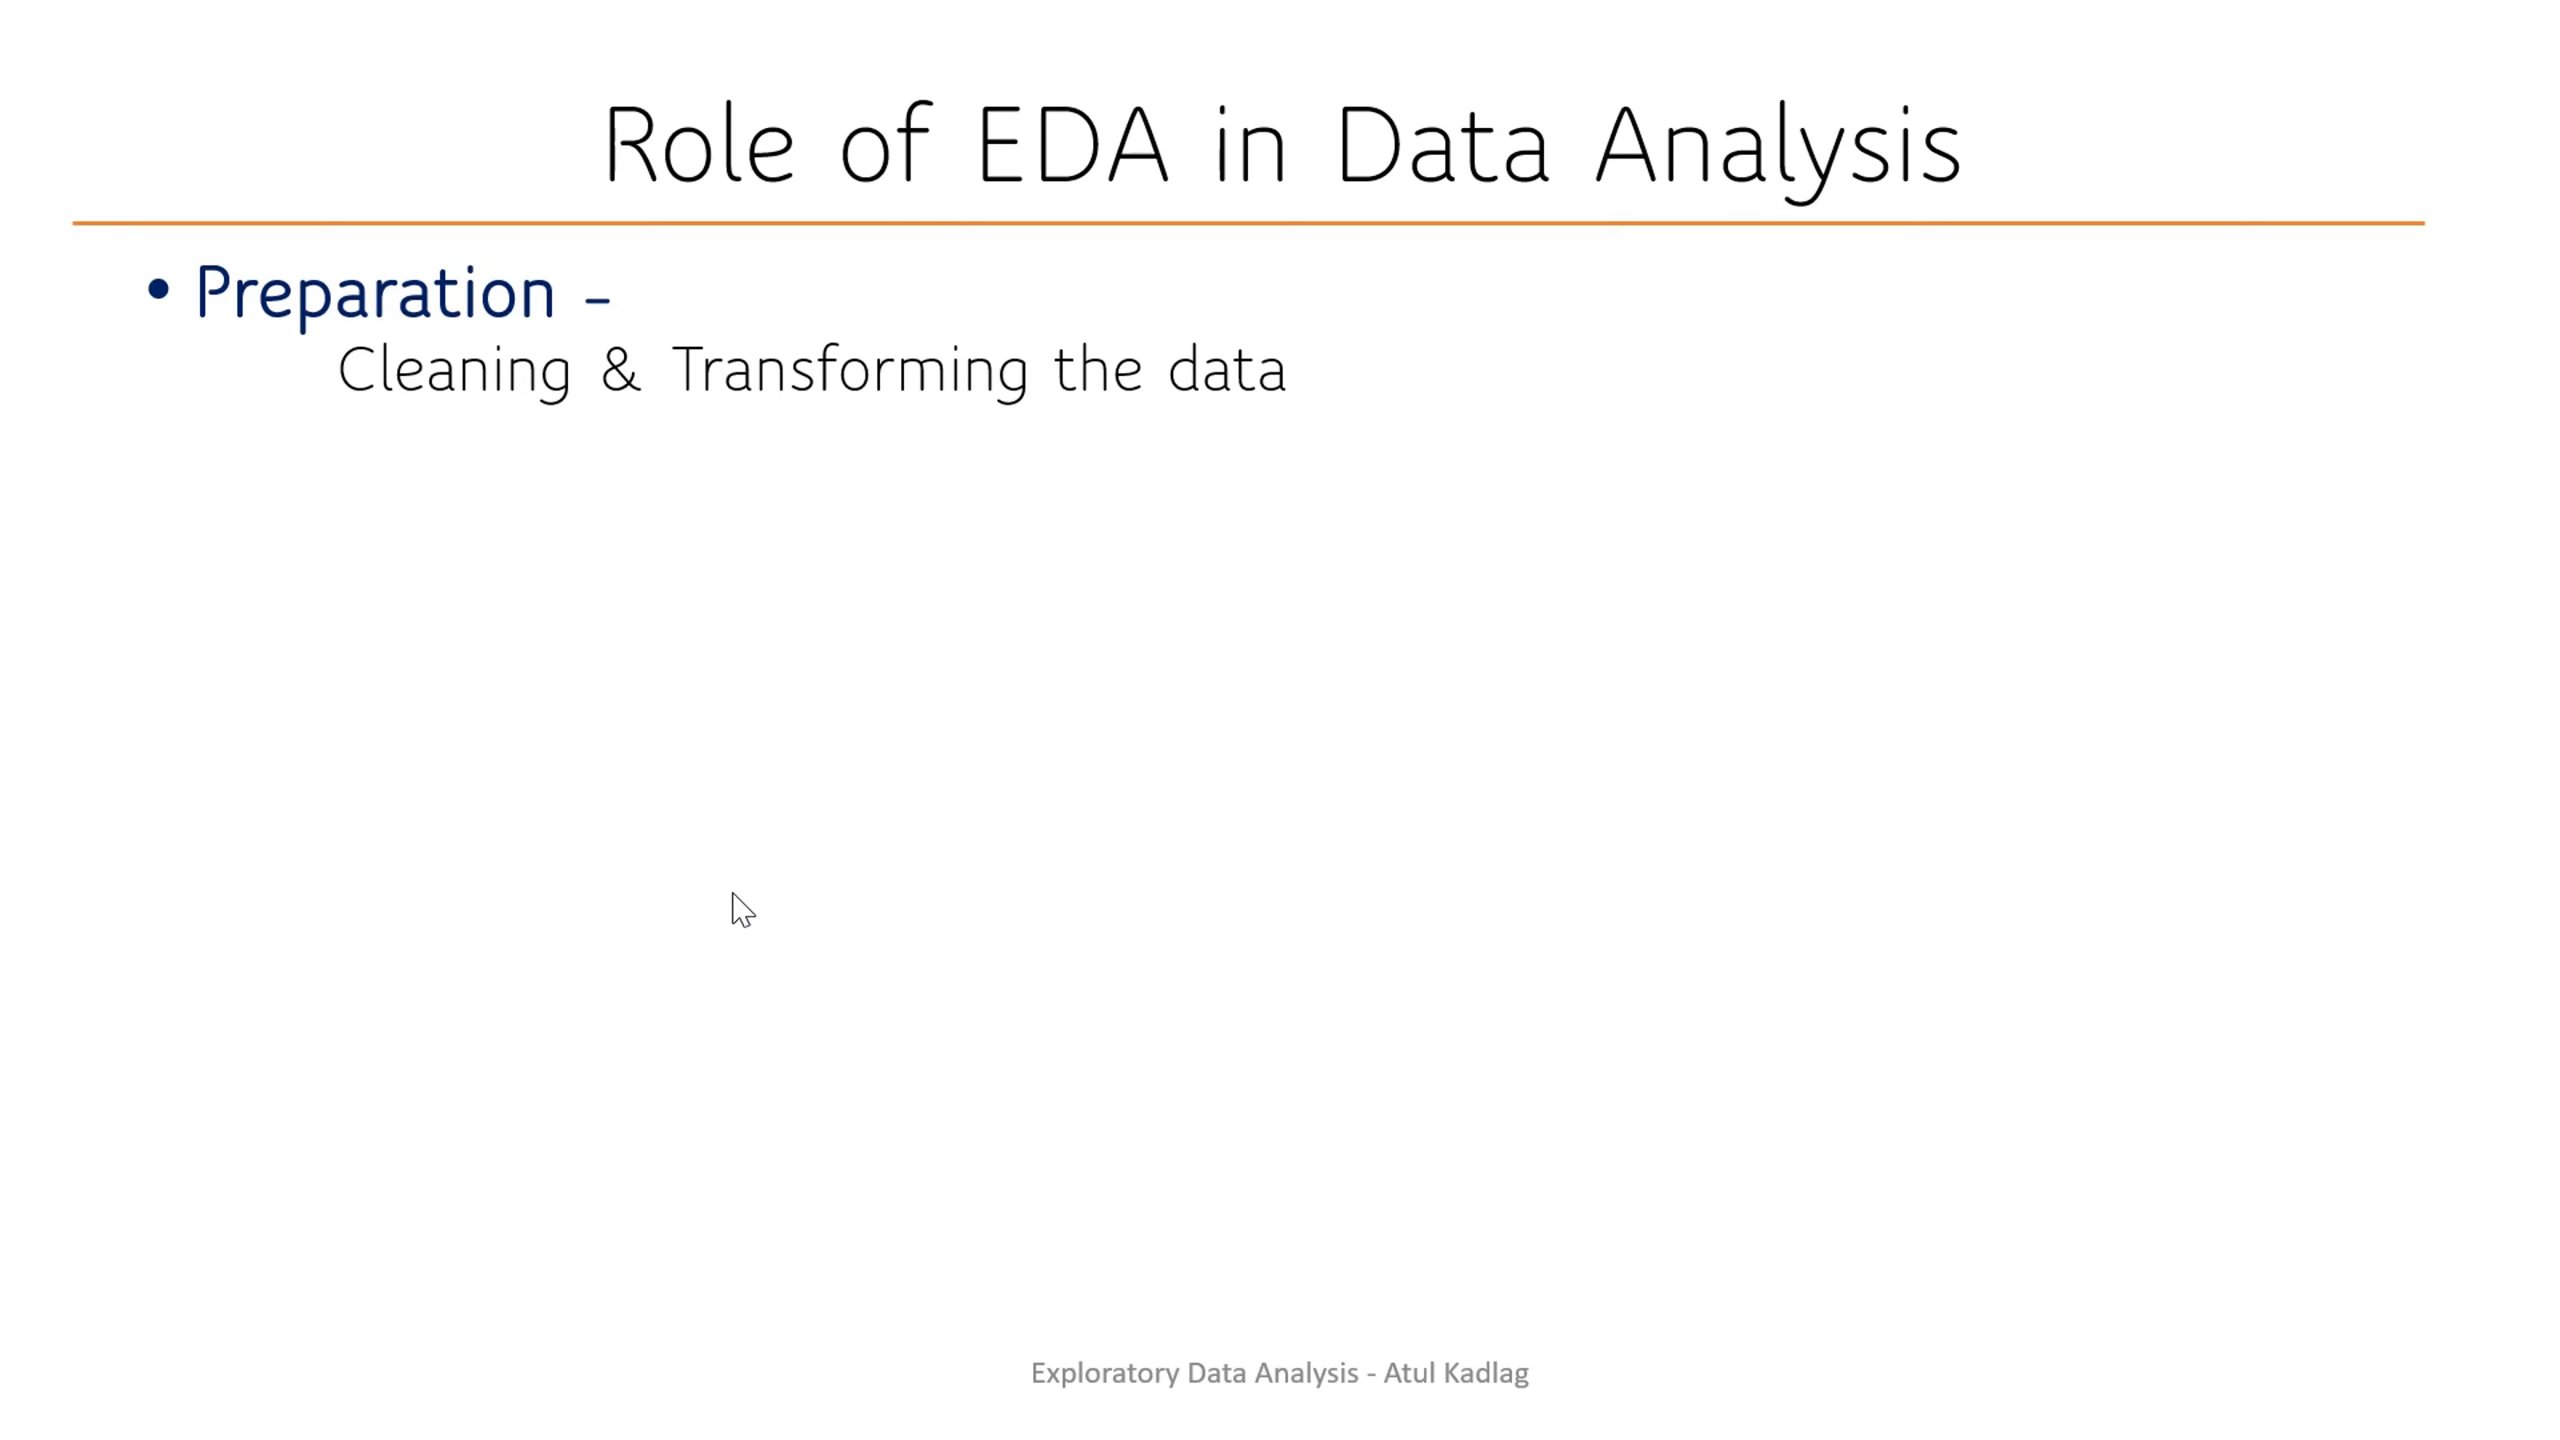 Role of EDA in Data Analysis
• Preparation -
Cleaning & Transforming the data
Exploratory Data Analysis - Atul Kadlag